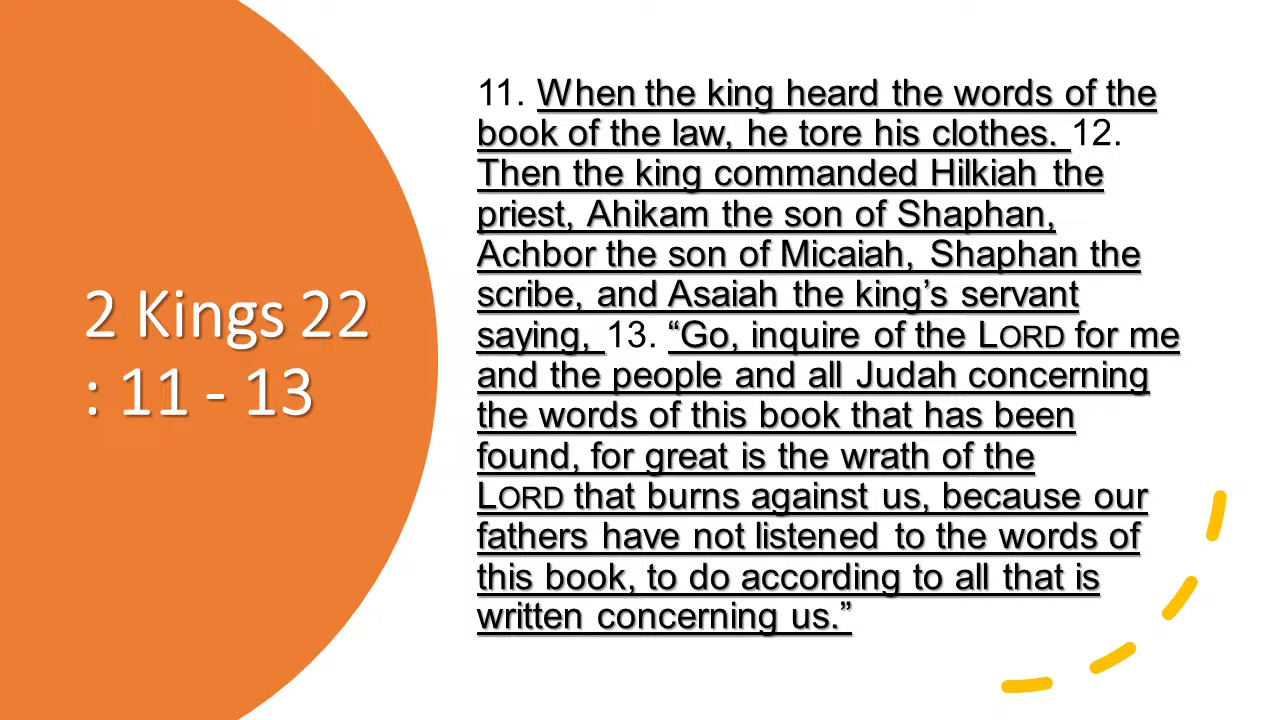 2 Kings 22
: 11 - 13
11. When the king heard the words of the
book of the law, he tore his clothes. 12.
Then the king commanded Hilkiah the
priest, Ahikam the son of Shaphan,
Achbor the son of Micaiah, Shaphan the
scribe, and Asaiah the king’s servant
saying, 13. “Go, inquire of the LORD for me
and the people and all Judah concerning
the words of this book that has been
found, for great is the wrath of the
LORD that burns against us, because our
fathers have not listened to the words of
this book, to do according to all that is
written concerning us.”